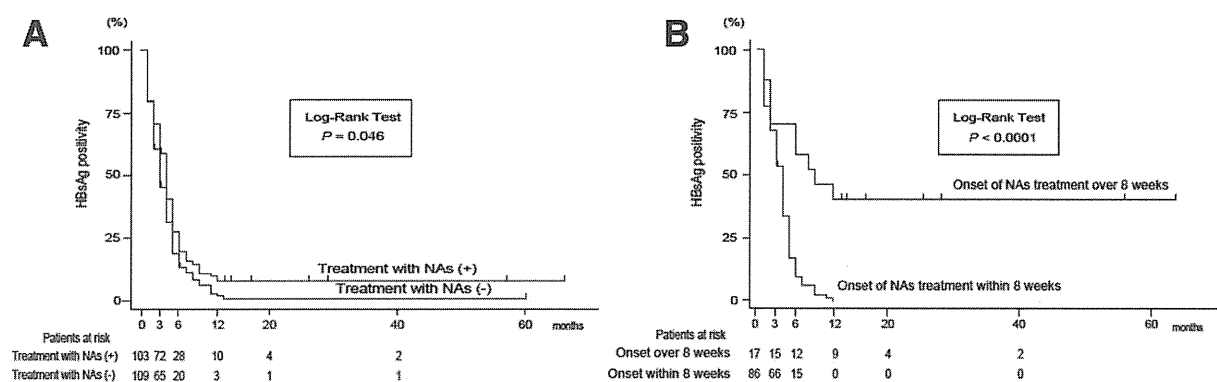 A
(%)
100
75
50
25
0
HBsAg positivity
Log-Rank Test
P = 0.046
Treatment with NAs (+)
Treatment with NAs (-)
0 3 6 12 20 40 60 months
Patients at risk
Treatment with NAs (+) 103 72 28 10 4 2
Treatment with NAs (-) 109 65 20 3 1 1
B
(%)
100
75
50
25
0
HBsAg positivity
Log-Rank Test
P < 0.0001
Onset of NAs treatment over 8 weeks
Onset of NAs treatment within 8 weeks
0 3 6 12 20 40 60 months
Patients at risk
Onset over 8 weeks 17 15 12 9 4 2
Onset within 8 weeks 86 66 15 0 0 0